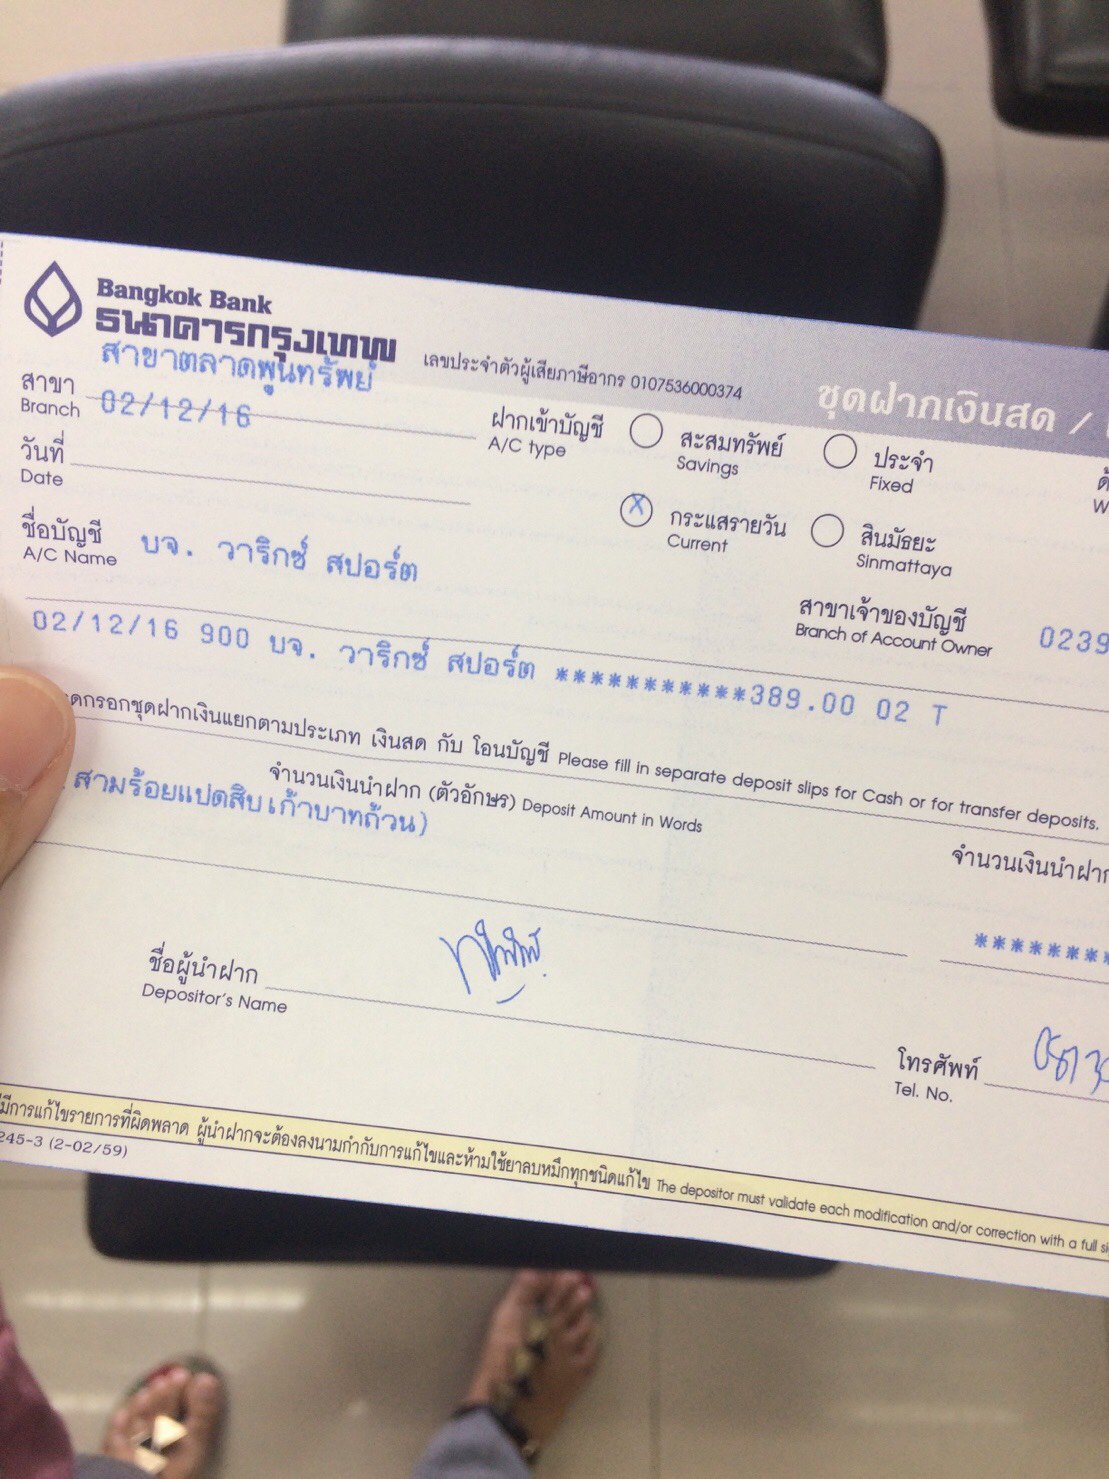 Bangkok Bank
ธนาคารกรุงเทพ
สาขาตลาดพูนทรัพย์
เลขประจำตัวผู้เสียภาษีอากร 0107536000374
ชุดฝากเงินสด /
สาขา
Branch
02/12/16
วันที่
Date
ฝากเข้าบัญชี
A/C type
สะสมทรัพย์
Savings
ประจำ
Fixed
X
กระแสรายวัน
Current
สินมัธยะ
Sinmattaya
ชื่อบัญชี
A/C Name
บจ. วาริกซ์ สปอร์ต
สาขาเจ้าของบัญชี
Branch of Account Owner
0239
02/12/16 900 บจ. วาริกซ์ สปอร์ต ***********389.00 02 T
กรอกชุดฝากเงินแยกตามประเภท เงินสด กับ โอนบัญชี Please fill in separate deposit slips for Cash or for transfer deposits.
จำนวนเงินนำฝาก (ตัวอักษร) Deposit Amount in Words
สามร้อยแปดสิบเก้าบาทถ้วน)
จำนวนเงินนำฝาก
********
ชื่อผู้นำฝาก
Depositor's Name
โทรศัพท์
Tel. No.
มีการแก้ไขรายการที่ผิดพลาด ผู้นำฝากจะต้องลงนามกำกับการแก้ไขและห้ามใช้ยาลบหมึกทุกชนิดแก้ไข The depositor must validate each modification and/or correction with a full
245-3 (2-02/59)